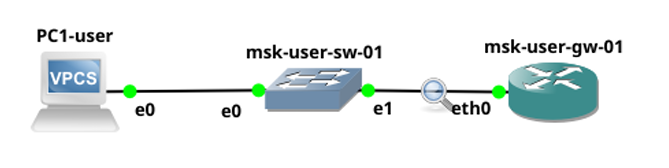 PC1-user
msk-user-sw-01
msk-user-gw-01
VPCS
e0
e0
e1
eth0